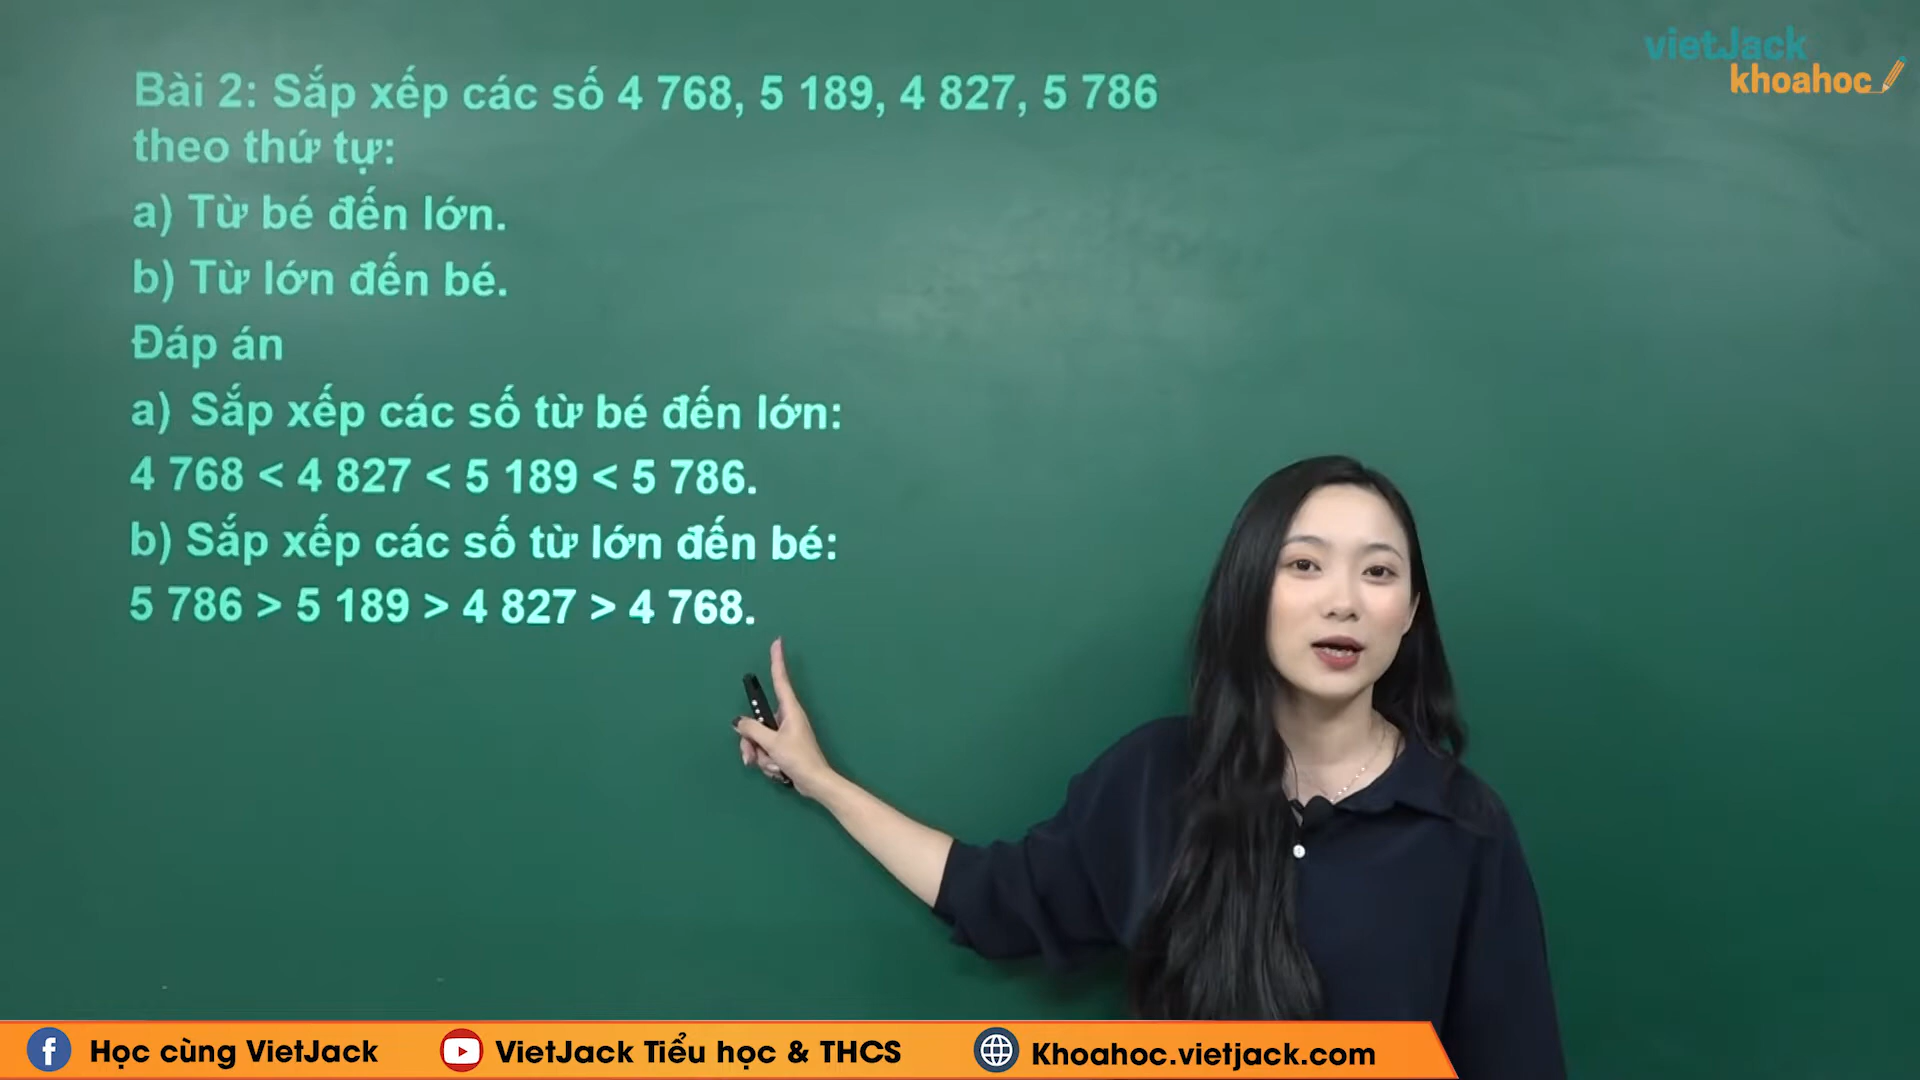 vietJack
khoahoc
Bài 2: Sắp xếp các số 4 768, 5 189, 4 827, 5 786
theo thứ tự:
a) Từ bé đến lớn.
b) Từ lớn đến bé.
Đáp án
a) Sắp xếp các số từ bé đến lớn:
4 768 < 4 827 < 5 189 < 5 786.
b) Sắp xếp các số từ lớn đến bé:
5 786 > 5 189 > 4 827 > 4 768.
Học cùng VietJack
VietJack Tiểu học & THCS
Khoahoc.vietjack.com